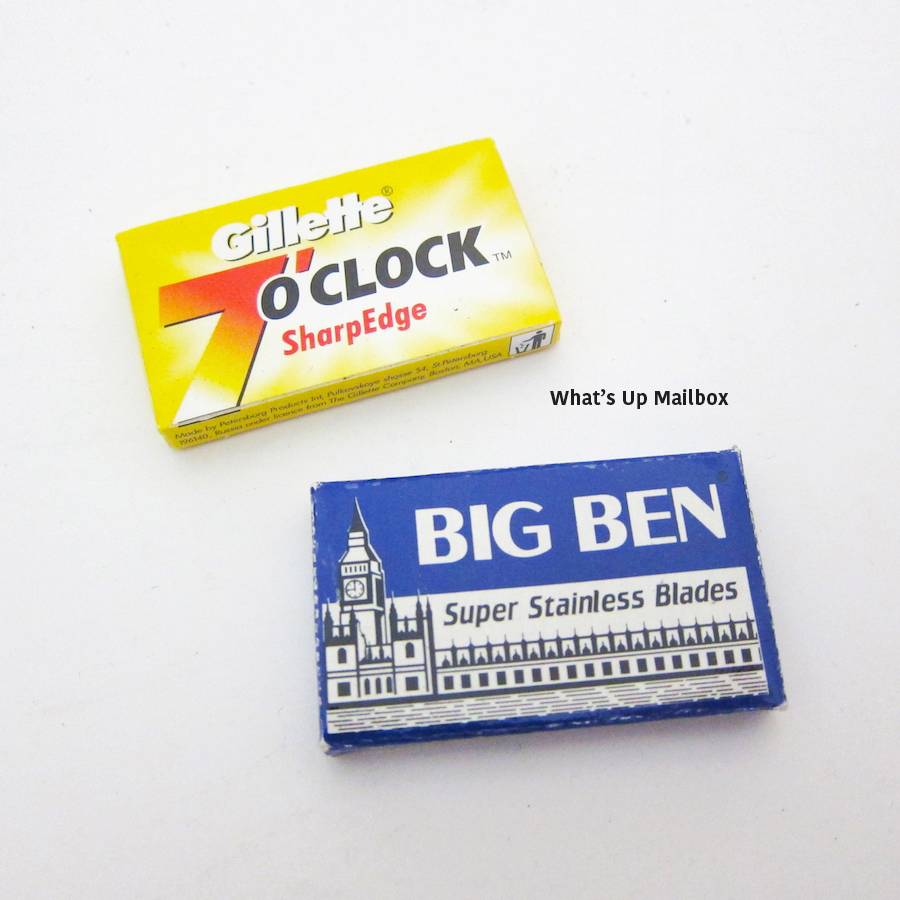 Gillette®
7 O'CLOCK™
SharpEdge
Made by Petersburg Products Int, Pulkovskoye shosse 54, St.Petersburg,
196140, Russia under licence from The Gillette Company, Boston, MA,USA
What's Up Mailbox
BIG BEN
Super Stainless Blades